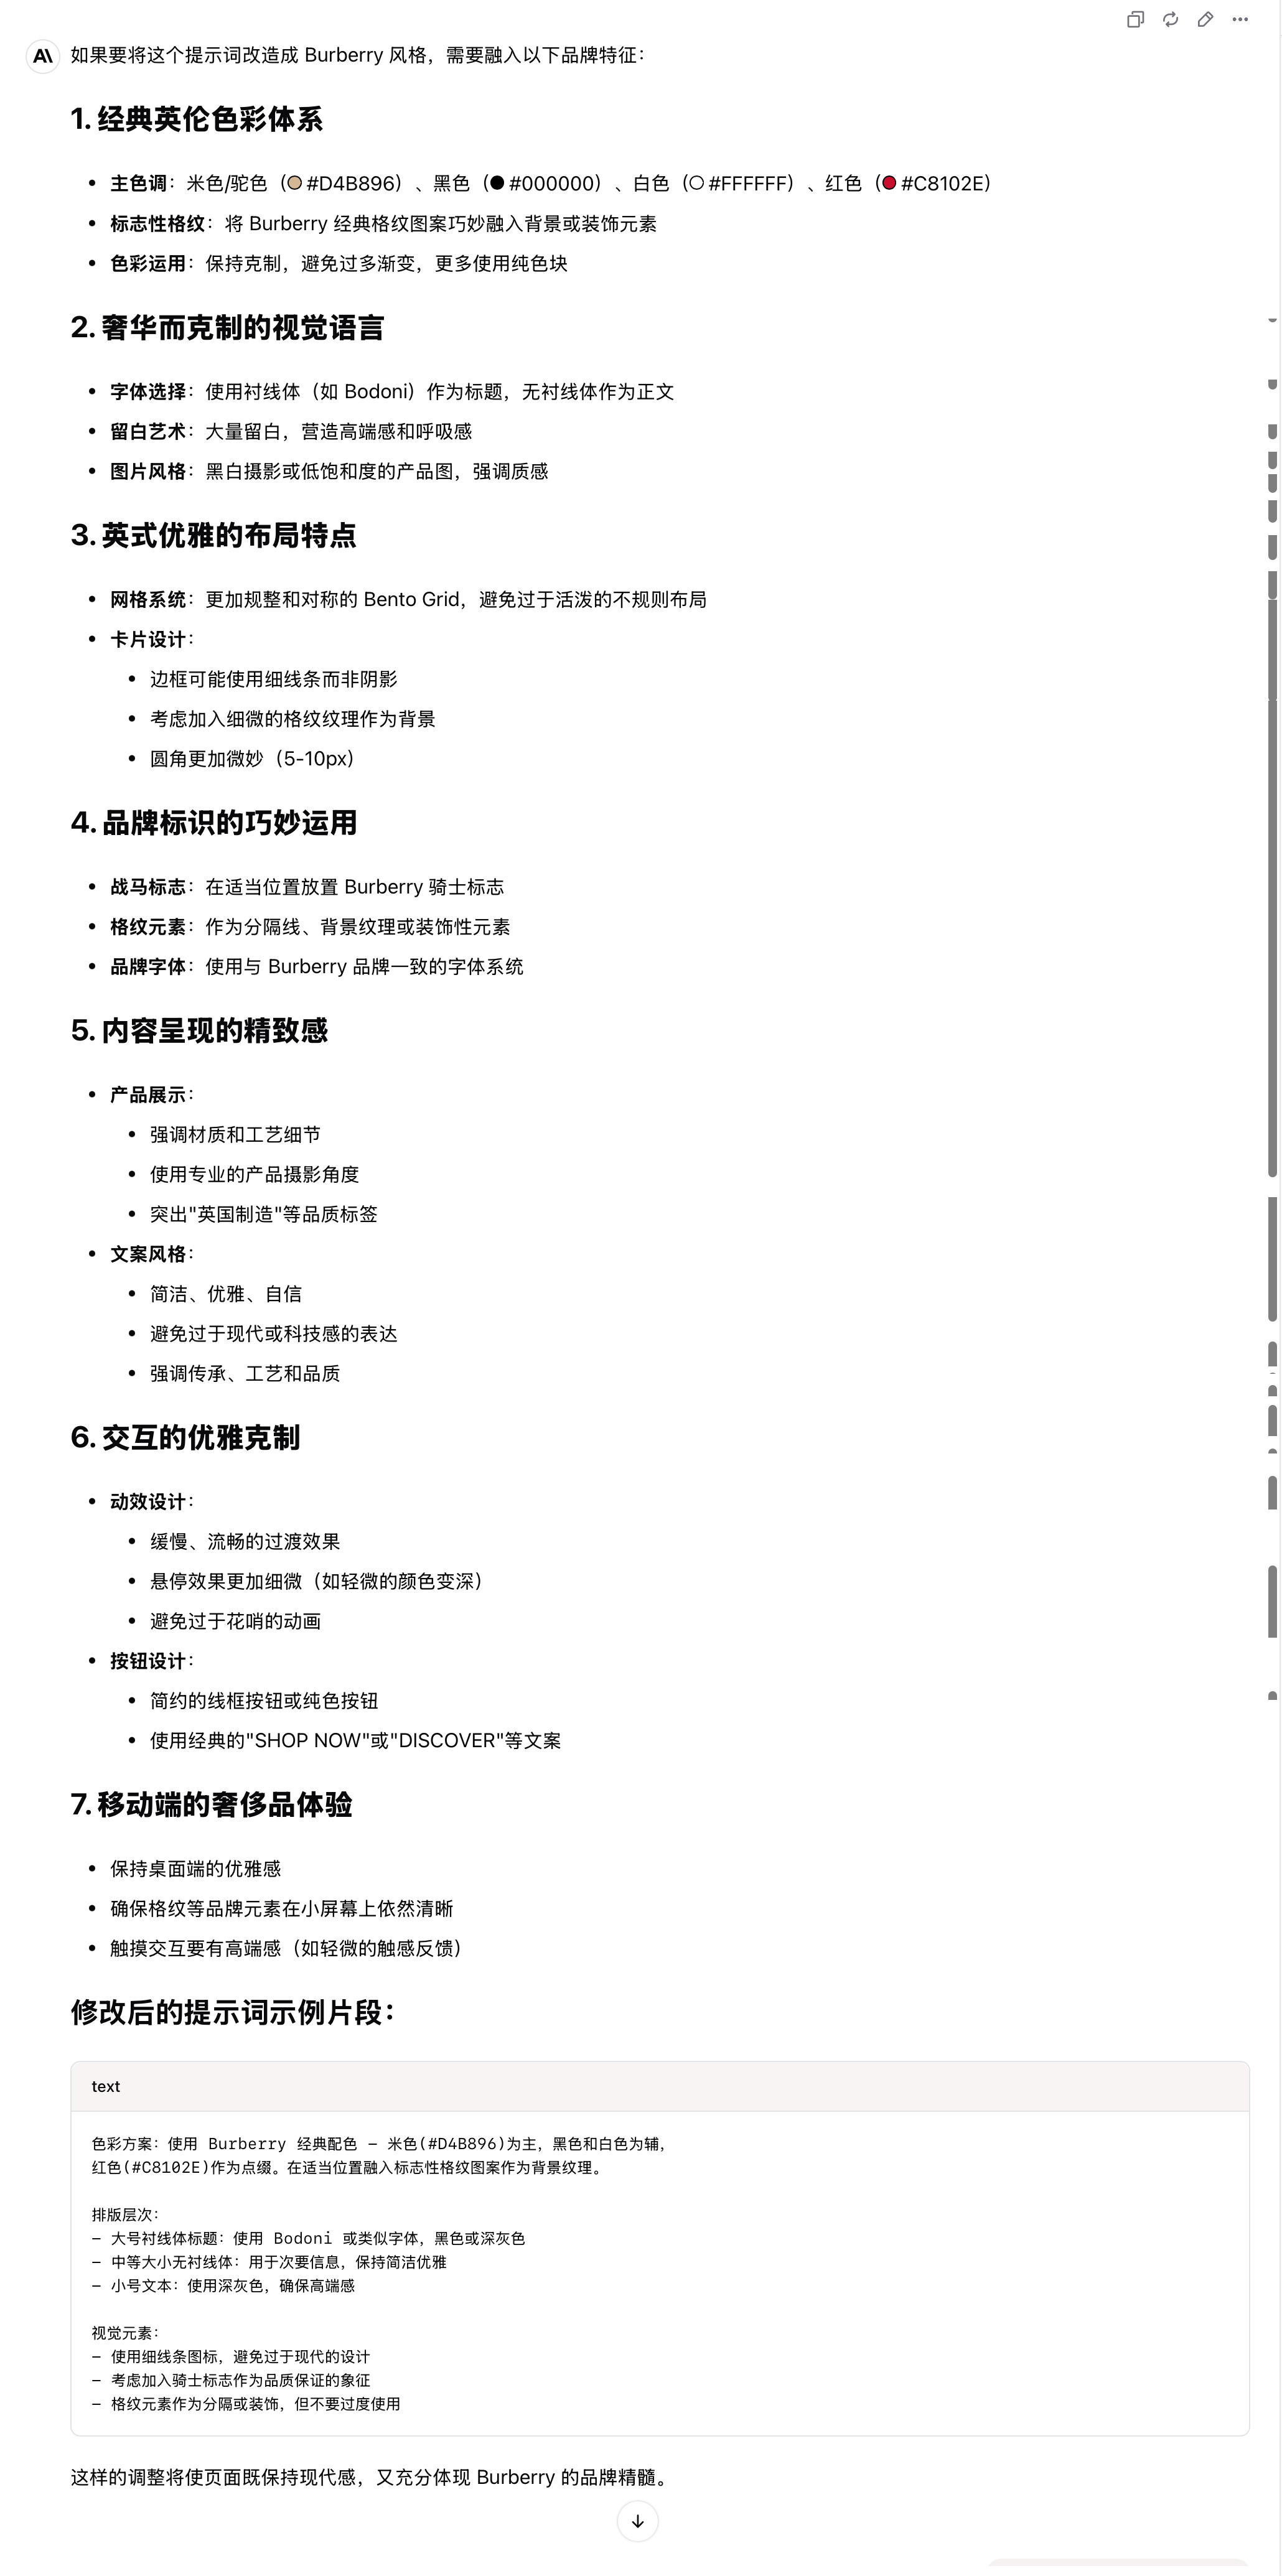 如果要将这个提示词改造成 Burberry 风格，需要融入以下品牌特征：
1. 经典英伦色彩体系
• 主色调：米色/驼色（#D4B896）、黑色（#000000）、白色（#FFFFFF）、红色（#C8102E）
• 标志性格纹：将 Burberry 经典格纹图案巧妙融入背景或装饰元素
• 色彩运用：保持克制，避免过多渐变，更多使用纯色块
2. 奢华而克制的视觉语言
• 字体选择：使用衬线体（如 Bodoni）作为标题，无衬线体作为正文
• 留白艺术：大量留白，营造高端感和呼吸感
• 图片风格：黑白摄影或低饱和度的产品图，强调质感
3. 英式优雅的布局特点
• 网格系统：更加规整和对称的 Bento Grid，避免过于活泼的不规则布局
• 卡片设计：
• 边框可能使用细线条而非阴影
• 考虑加入细微的格纹纹理作为背景
• 圆角更加微妙（5-10px）
4. 品牌标识的巧妙运用
• 战马标志：在适当位置放置 Burberry 骑士标志
• 格纹元素：作为分隔线、背景纹理或装饰性元素
• 品牌字体：使用与 Burberry 品牌一致的字体系统
5. 内容呈现的精致感
• 产品展示：
• 强调材质和工艺细节
• 使用专业的产品摄影角度
• 突出"英国制造"等品质标签
• 文案风格：
• 简洁、优雅、自信
• 避免过于现代或科技感的表达
• 强调传承、工艺和品质
6. 交互的优雅克制
• 动效设计：
• 缓慢、流畅的过渡效果
• 悬停效果更加细微（如轻微的颜色变深）
• 避免过于花哨的动画
• 按钮设计：
• 简约的线框按钮或纯色按钮
• 使用经典的"SHOP NOW"或"DISCOVER"等文案
7. 移动端的奢侈品体验
• 保持桌面端的优雅感
• 确保格纹等品牌元素在小屏幕上依然清晰
• 触摸交互要有高端感（如轻微的触感反馈）
修改后的提示词示例片段：
text
色彩方案：使用 Burberry 经典配色 - 米色(#D4B896)为主，黑色和白色为辅，
红色(#C8102E)作为点缀。在适当位置融入标志性格纹图案作为背景纹理。
排版层次：
- 大号衬线体标题：使用 Bodoni 或类似字体，黑色或深灰色
- 中等大小无衬线体：用于次要信息，保持简洁优雅
- 小号文本：使用深灰色，确保高端感
视觉元素：
- 使用细线条图标，避免过于现代的设计
- 考虑加入骑士标志作为品质保证的象征
- 格纹元素作为分隔或装饰，但不要过度使用
这样的调整将使页面既保持现代感，又充分体现 Burberry 的品牌精髓。